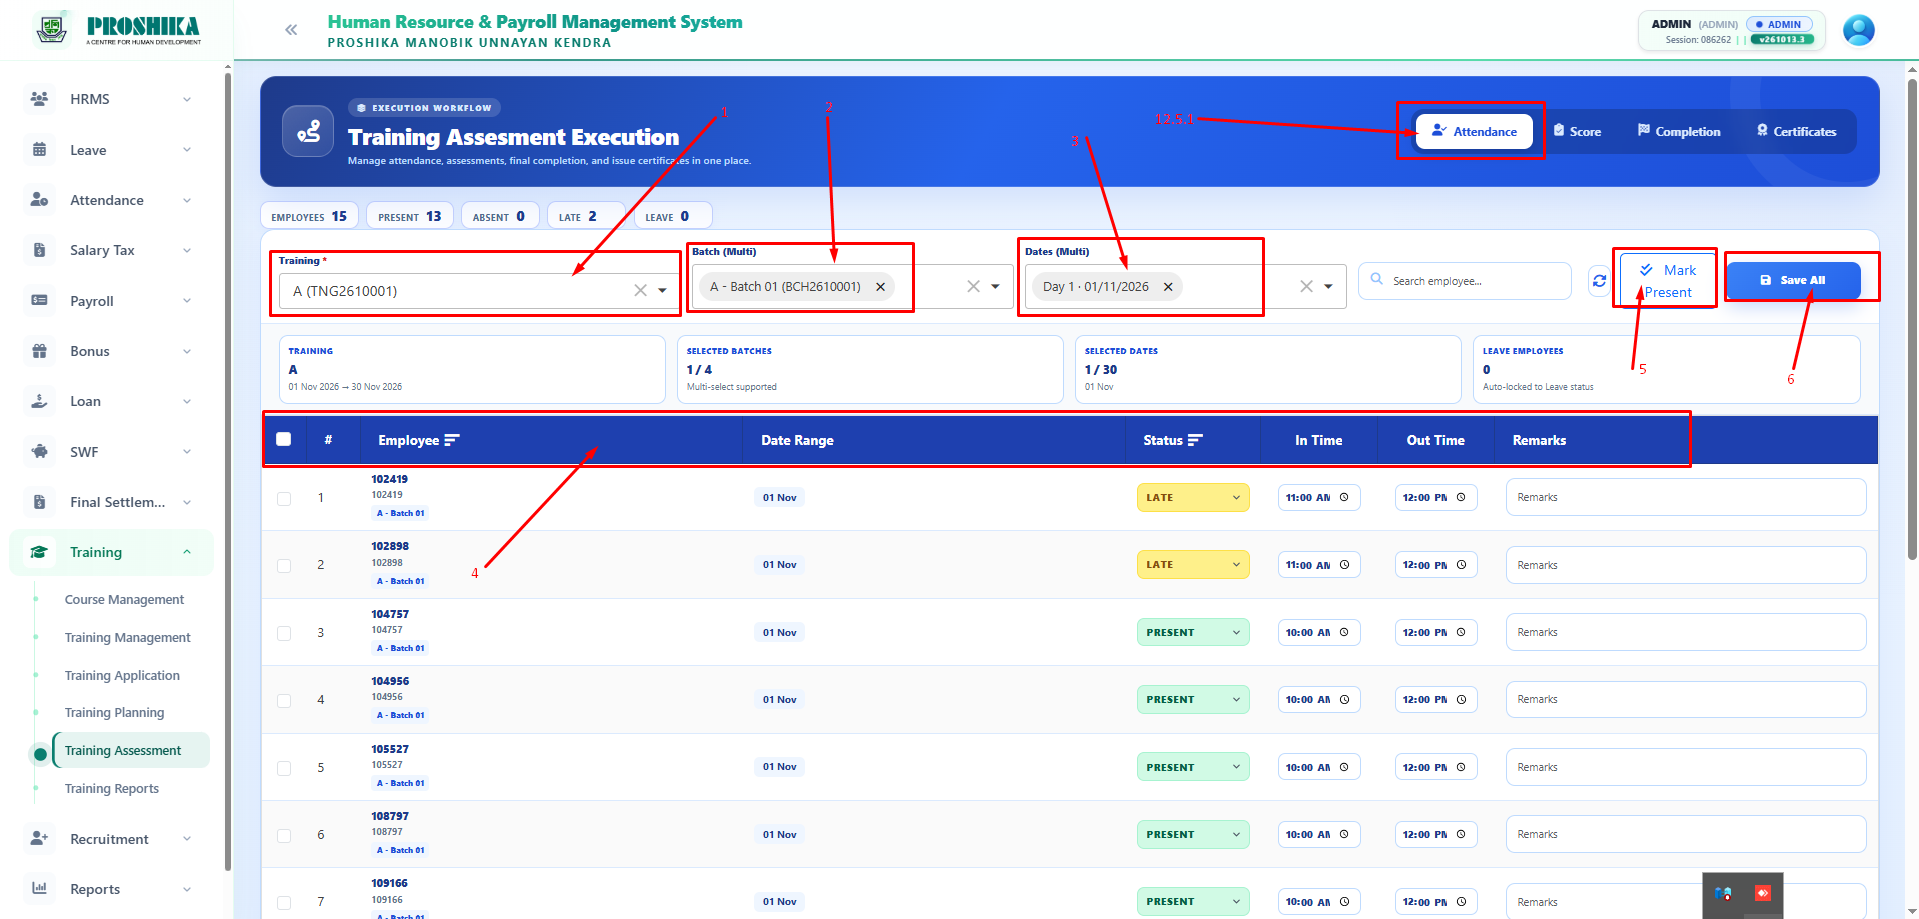 PROSHIKA
A CENTRE FOR HUMAN DEVELOPMENT
Human Resource & Payroll Management System
PROSHIKA MANOBIK UNNAYAN KENDRA
ADMIN (ADMIN) ADMIN
Session: 086262 | | v261013.3
HRMS
Leave
Attendance
Salary Tax
Payroll
Bonus
Loan
SWF
Final Settlem...
Training
Course Management
Training Management
Training Application
Training Planning
Training Assessment
Training Reports
Recruitment
Reports
EXECUTION WORKFLOW
Training Assesment Execution
Manage attendance, assessments, final completion, and issue certificates in one place.
1
2
3
12.5.1
Attendance
Score
Completion
Certificates
EMPLOYEES 15
PRESENT 13
ABSENT 0
LATE 2
LEAVE 0
Training *
A (TNG2610001)
Batch (Multi)
A - Batch 01 (BCH2610001)
Dates (Multi)
Day 1 · 01/11/2026
Search employee...
Mark
Present
Save All
5
6
TRAINING
A
01 Nov 2026 → 30 Nov 2026
SELECTED BATCHES
1 / 4
Multi-select supported
SELECTED DATES
1 / 30
01 Nov
LEAVE EMPLOYEES
0
Auto-locked to Leave status
# Employee Date Range Status In Time Out Time Remarks
4
102419
1 102419 01 Nov LATE 11:00 AM 12:00 PM Remarks
A - Batch 01
102898
2 102898 01 Nov LATE 11:00 AM 12:00 PM Remarks
A - Batch 01
104757
3 104757 01 Nov PRESENT 10:00 AM 12:00 PM Remarks
A - Batch 01
104956
4 104956 01 Nov PRESENT 10:00 AM 12:00 PM Remarks
A - Batch 01
105527
5 105527 01 Nov PRESENT 10:00 AM 12:00 PM Remarks
A - Batch 01
108797
6 108797 01 Nov PRESENT 10:00 AM 12:00 PM Remarks
A - Batch 01
109166
7 109166 01 Nov PRESENT 10:00 AM 12:00 PM Remarks
A - Batch 01